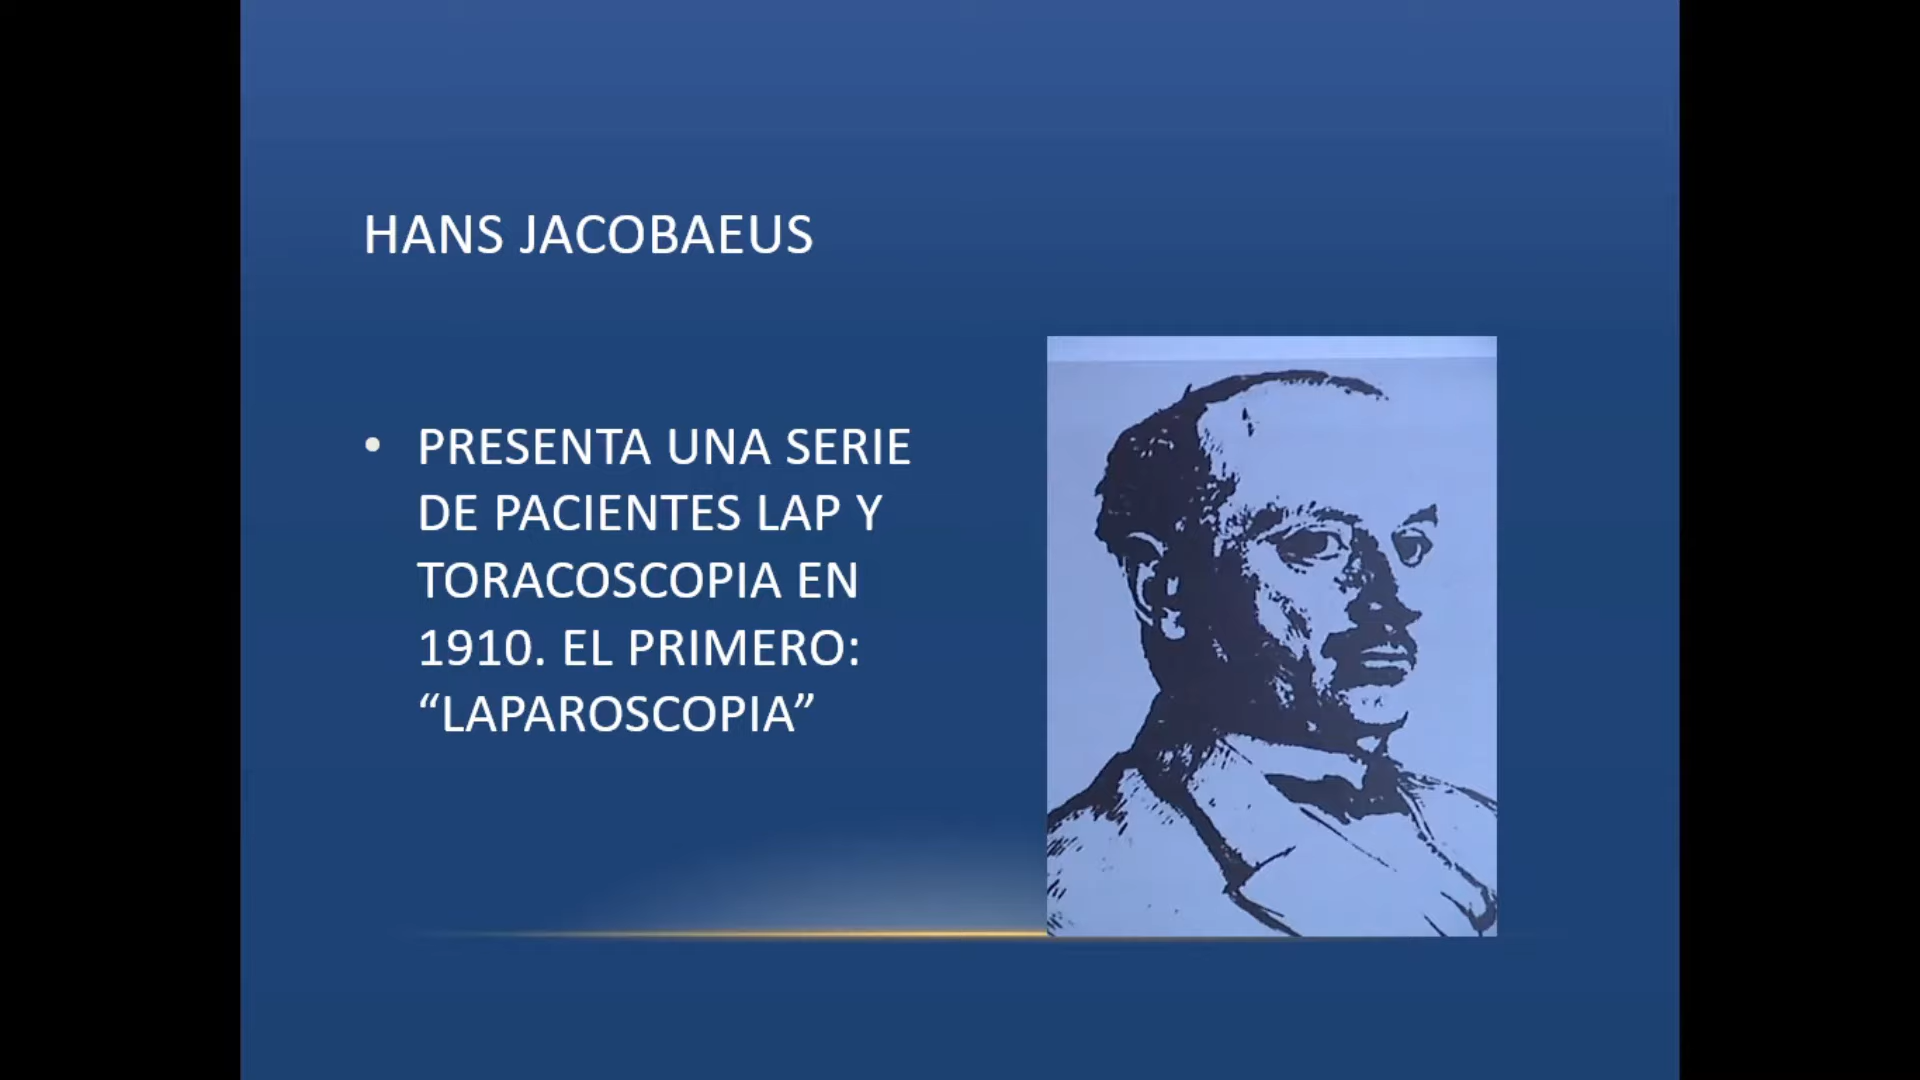 HANS JACOBAEUS
• PRESENTA UNA SERIE
DE PACIENTES LAP Y
TORACOSCOPIA EN
1910. EL PRIMERO:
“LAPAROSCOPIA”